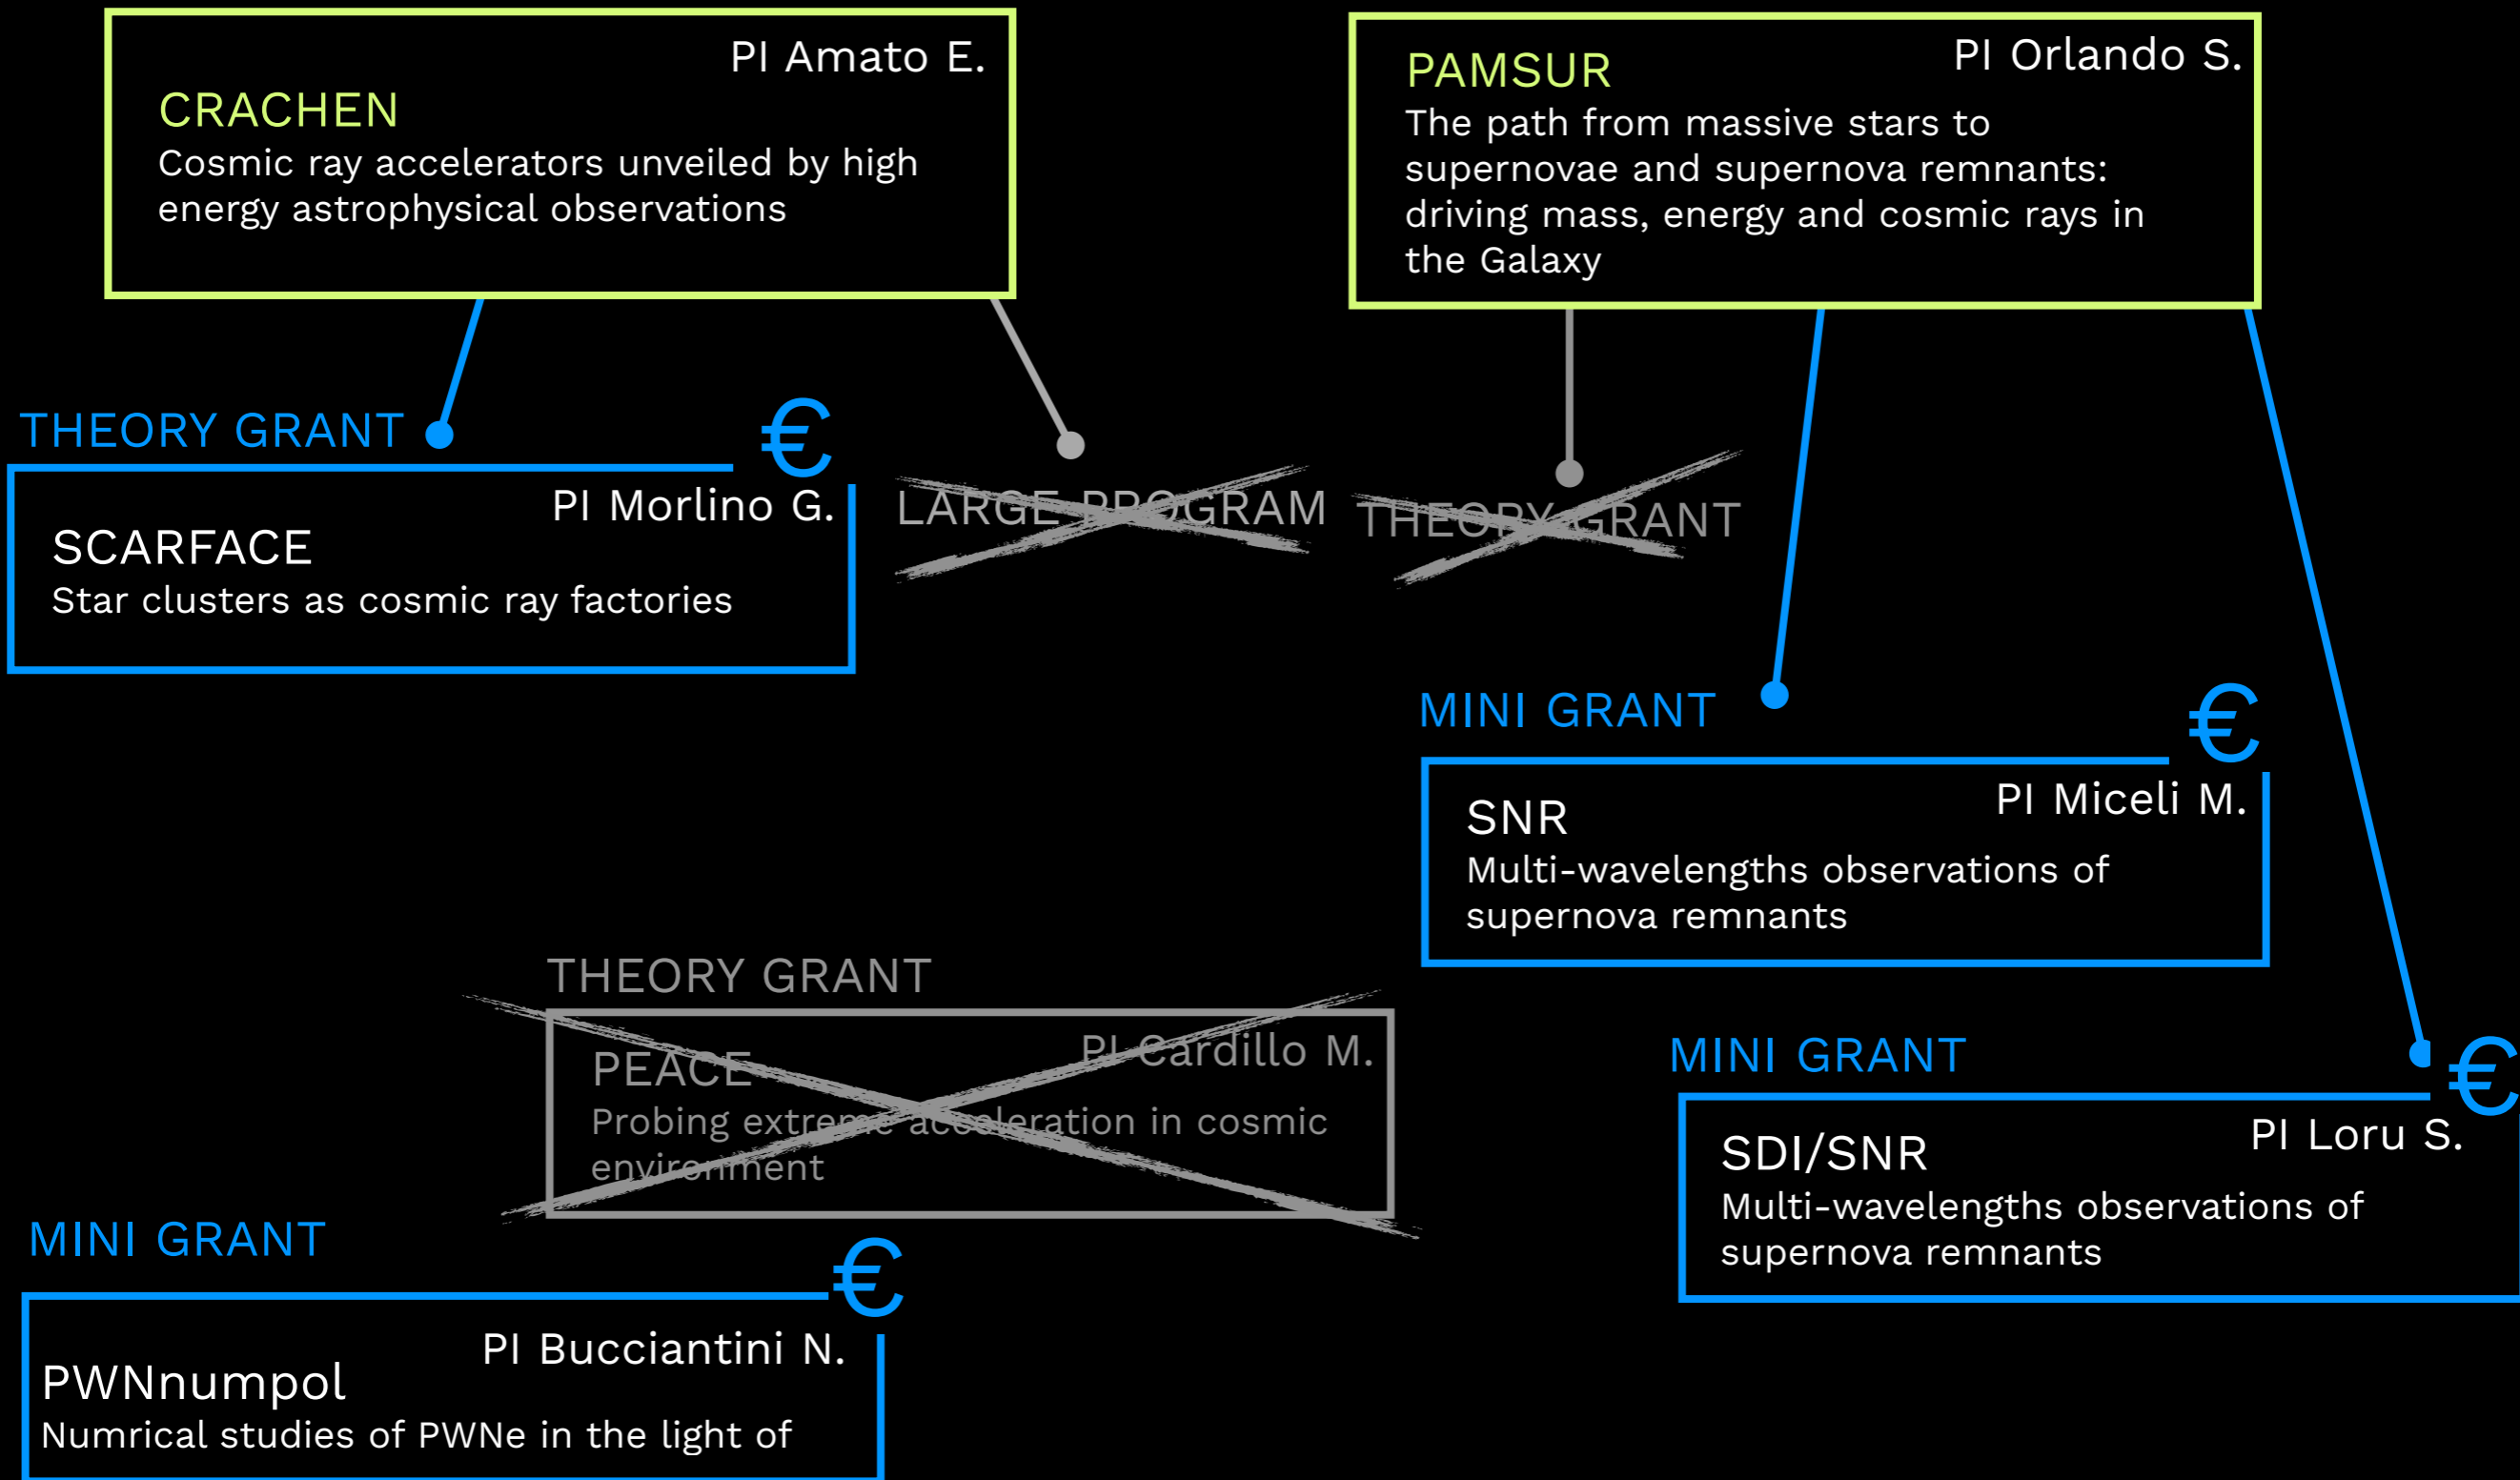 PI Amato E.
CRACHEN
Cosmic ray accelerators unveiled by high
energy astrophysical observations
PI Orlando S.
PAMSUR
The path from massive stars to
supernovae and supernova remnants:
driving mass, energy and cosmic rays in
the Galaxy
THEORY GRANT
€
PI Morlino G.
SCARFACE
Star clusters as cosmic ray factories
LARGE PROGRAM
THEORY GRANT
MINI GRANT
€
PI Miceli M.
SNR
Multi-wavelengths observations of
supernova remnants
THEORY GRANT
PI Cardillo M.
PEACE
Probing extreme acceleration in cosmic
environment
MINI GRANT
€
PI Loru S.
SDI/SNR
Multi-wavelengths observations of
supernova remnants
MINI GRANT
€
PI Bucciantini N.
PWNnumpol
Numrical studies of PWNe in the light of